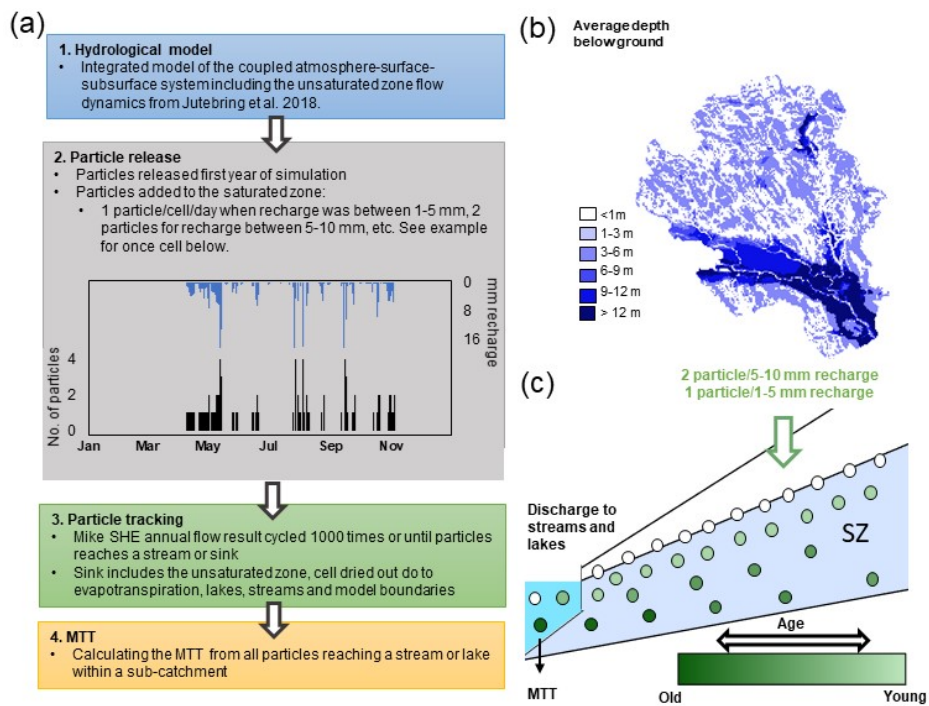 (a)
1. Hydrological model
• Integrated model of the coupled atmosphere-surface-
subsurface system including the unsaturated zone flow
dynamics from Jutebring et al. 2018.
2. Particle release
• Particles released first year of simulation
• Particles added to the saturated zone:
• 1 particle/cell/day when recharge was between 1-5 mm, 2
particles for recharge between 5-10 mm, etc. See example
for once cell below.
0
8
16
mm recharge
4
2
0
No. of particles
Jan Mar May Jul Sep Nov
3. Particle tracking
• Mike SHE annual flow result cycled 1000 times or until particles
reaches a stream or sink
• Sink includes the unsaturated zone, cell dried out do to
evapotranspiration, lakes, streams and model boundaries
4. MTT
• Calculating the MTT from all particles reaching a stream or lake
within a sub-catchment
(b)
Average depth
below ground
<1m
1-3 m
3-6 m
6-9 m
9-12 m
> 12 m
(c)
2 particle/5-10 mm recharge
1 particle/1-5 mm recharge
Discharge to
streams and
lakes
SZ
Age
MTT
Old
Young